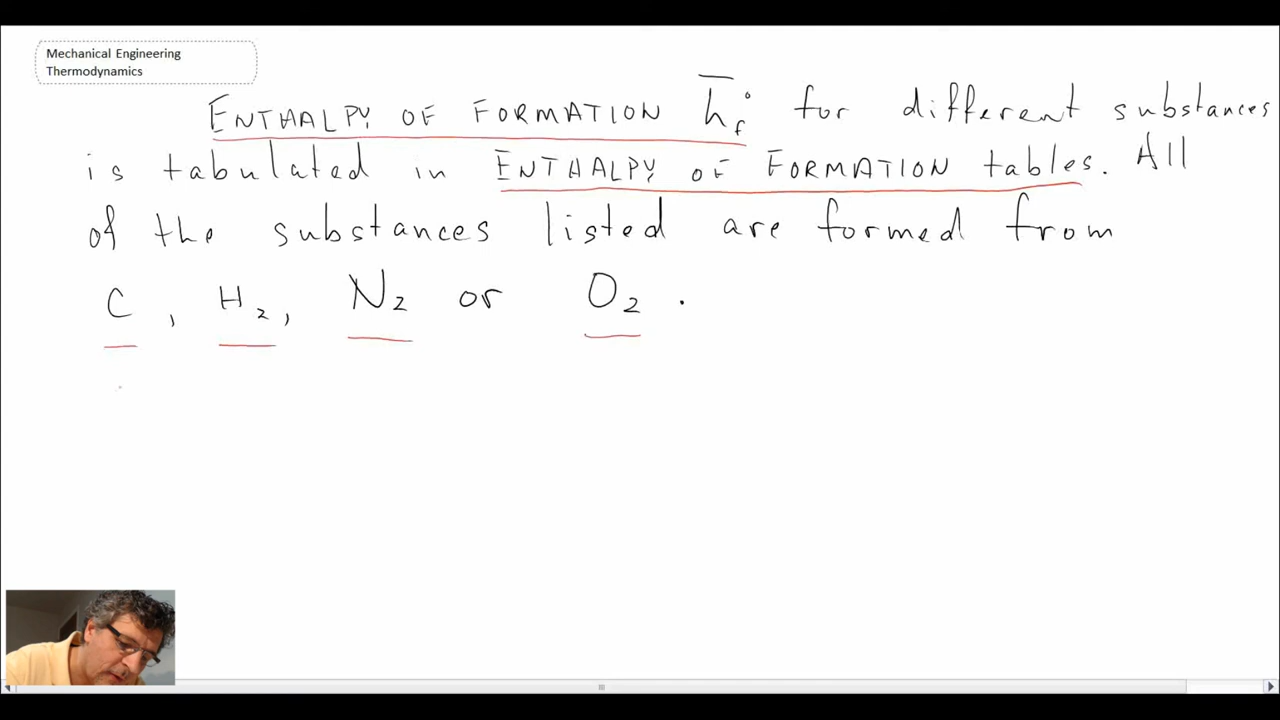 Mechanical Engineering
Thermodynamics
ENTHALPY OF FORMATION h̅f° for different substances
is tabulated in ENTHALPY OF FORMATION tables. All
of the substances listed are formed from
C, H₂, N₂ or O₂.